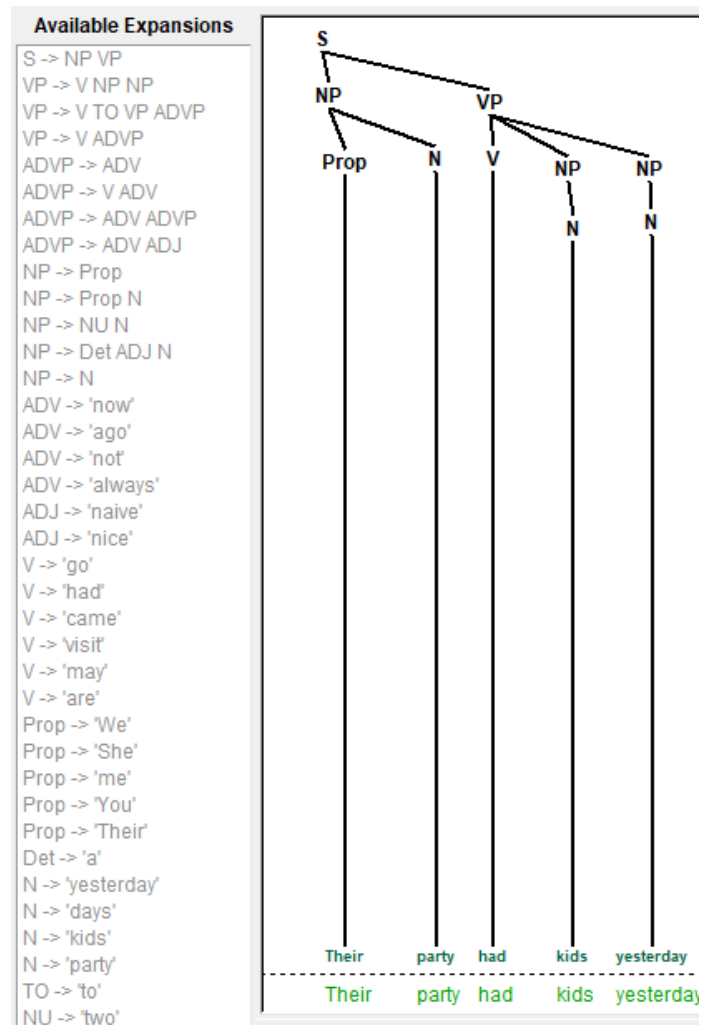 Available Expansions
S -> NP VP
VP -> V NP NP
VP -> V TO VP ADVP
VP -> V ADVP
ADVP -> ADV
ADVP -> V ADV
ADVP -> ADV ADVP
ADVP -> ADV ADJ
NP -> Prop
NP -> Prop N
NP -> NU N
NP -> Det ADJ N
NP -> N
ADV -> 'now'
ADV -> 'ago'
ADV -> 'not'
ADV -> 'always'
ADJ -> 'naive'
ADJ -> 'nice'
V -> 'go'
V -> 'had'
V -> 'came'
V -> 'visit'
V -> 'may'
V -> 'are'
Prop -> 'We'
Prop -> 'She'
Prop -> 'me'
Prop -> 'You'
Prop -> 'Their'
Det -> 'a'
N -> 'yesterday'
N -> 'days'
N -> 'kids'
N -> 'party'
TO -> 'to'
NU -> 'two'
S
NP VP
Prop N V NP NP
N N
Their party had kids yesterday
Their party had kids yesterday